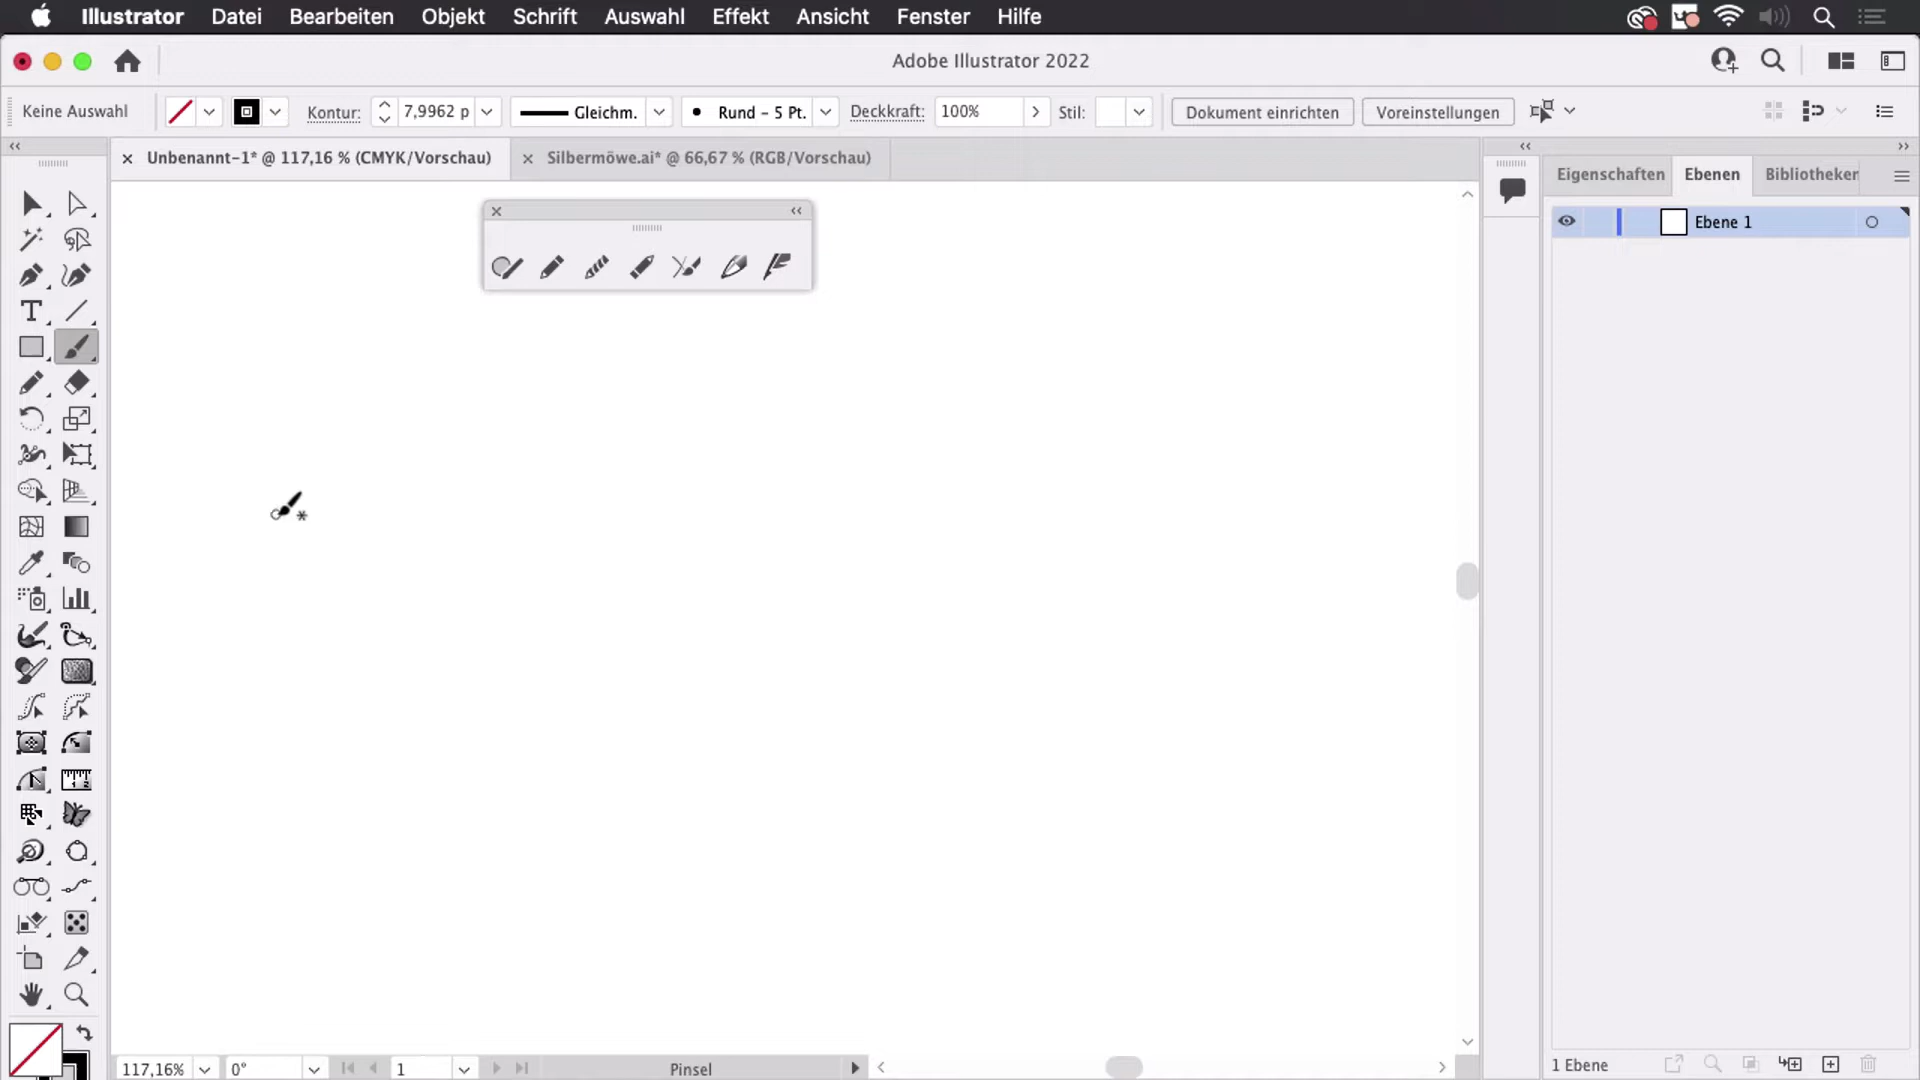 Illustrator Datei Bearbeiten Objekt Schrift Auswahl Effekt Ansicht Fenster Hilfe
Adobe Illustrator 2022
Keine Auswahl Kontur: 7,9962 p Gleichm. Rund - 5 Pt. Deckkraft: 100% Stil: Dokument einrichten Voreinstellungen
Unbenannt-1* @ 117,16 % (CMYK/Vorschau) Silbermöwe.ai* @ 66,67 % (RGB/Vorschau)
Eigenschaften Ebenen Bibliotheken
Ebene 1
117,16% 0° 1 Pinsel
1 Ebene